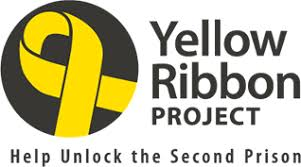 Yellow
Ribbon
PROJECT
Help Unlock the Second Prison